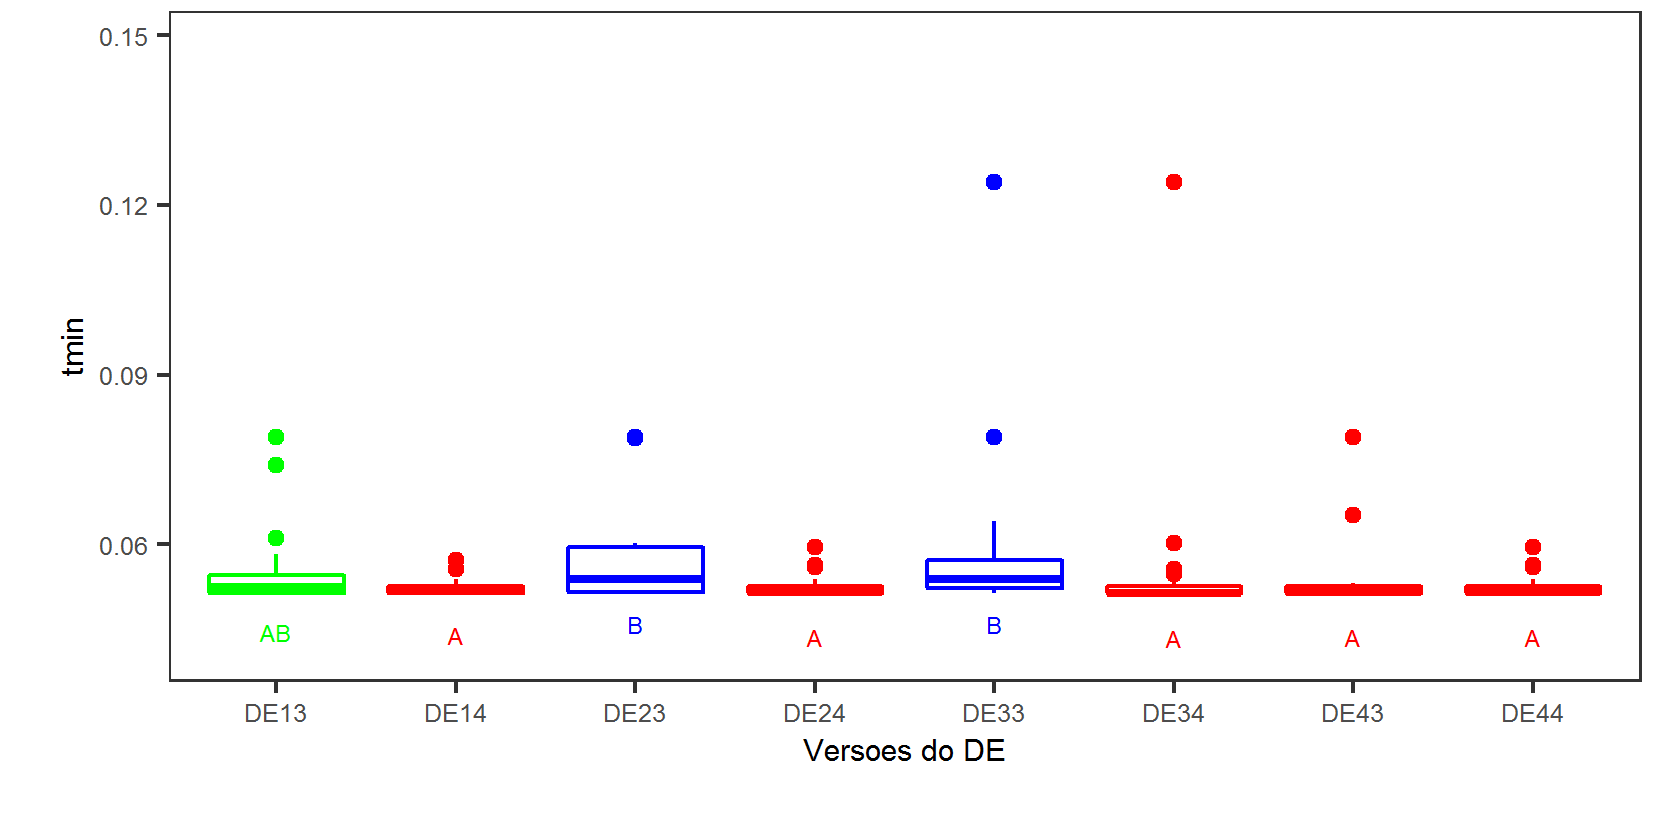 0.15
0.12
0.09
0.06
tmin
AB
A
B
A
B
A
A
A
DE13 DE14 DE23 DE24 DE33 DE34 DE43 DE44
Versoes do DE